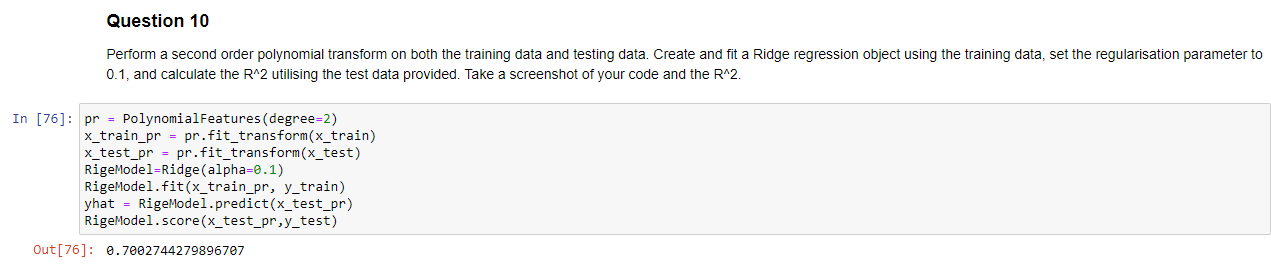 Question 10
Perform a second order polynomial transform on both the training data and testing data. Create and fit a Ridge regression object using the training data, set the regularisation parameter to
0.1, and calculate the R^2 utilising the test data provided. Take a screenshot of your code and the R^2.
In [76]: pr = PolynomialFeatures(degree=2)
x_train_pr = pr.fit_transform(x_train)
x_test_pr = pr.fit_transform(x_test)
RigeModel=Ridge(alpha=0.1)
RigeModel.fit(x_train_pr, y_train)
yhat = RigeModel.predict(x_test_pr)
RigeModel.score(x_test_pr,y_test)
Out[76]: 0.7002744279896707